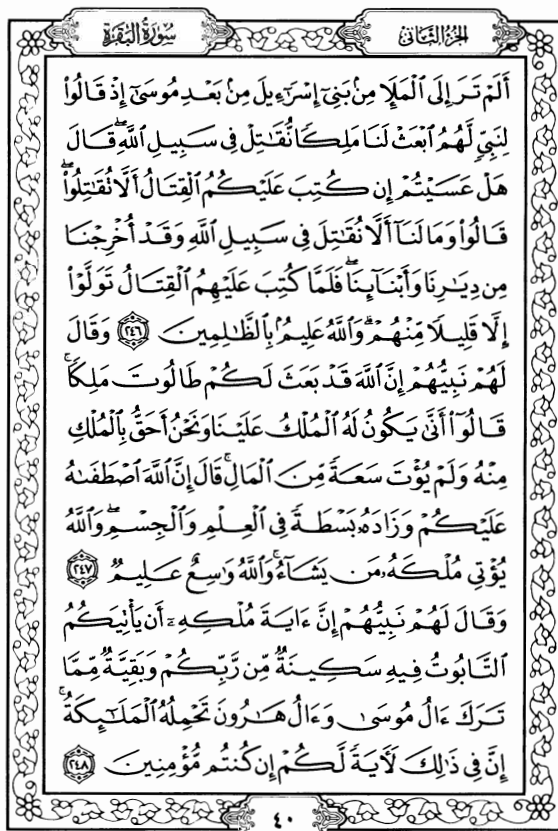 الجزء الثاني
سورة البقرة
أَلَمْ تَرَ إِلَى ٱلْمَلَإِ مِنۢ بَنِىٓ إِسْرَٰٓءِيلَ مِنۢ بَعْدِ مُوسَىٰٓ إِذْ قَالُوا۟
لِنَبِىٍّۢ لَّهُمُ ٱبْعَثْ لَنَا مَلِكًا نُّقَٰتِلْ فِى سَبِيلِ ٱللَّهِۖ قَالَ
هَلْ عَسَيْتُمْ إِن كُتِبَ عَلَيْكُمُ ٱلْقِتَالُ أَلَّا تُقَٰتِلُوا۟ۖ
قَالُوا۟ وَمَا لَنَآ أَلَّا نُقَٰتِلَ فِى سَبِيلِ ٱللَّهِ وَقَدْ أُخْرِجْنَا
مِن دِيَٰرِنَا وَأَبْنَآئِنَاۖ فَلَمَّا كُتِبَ عَلَيْهِمُ ٱلْقِتَالُ تَوَلَّوْا۟
إِلَّا قَلِيلًا مِّنْهُمْۗ وَٱللَّهُ عَلِيمٌۢ بِٱلظَّٰلِمِينَ ٢٤٦ وَقَالَ
لَهُمْ نَبِيُّهُمْ إِنَّ ٱللَّهَ قَدْ بَعَثَ لَكُمْ طَالُوتَ مَلِكًاۚ
قَالُوٓا۟ أَنَّىٰ يَكُونُ لَهُ ٱلْمُلْكُ عَلَيْنَا وَنَحْنُ أَحَقُّ بِٱلْمُلْكِ
مِنْهُ وَلَمْ يُؤْتَ سَعَةً مِّنَ ٱلْمَالِۚ قَالَ إِنَّ ٱللَّهَ ٱصْطَفَىٰهُ
عَلَيْكُمْ وَزَادَهُۥ بَسْطَةً فِى ٱلْعِلْمِ وَٱلْجِسْمِۖ وَٱللَّهُ
يُؤْتِى مُلْكَهُۥ مَن يَشَآءُۚ وَٱللَّهُ وَٰسِعٌ عَلِيمٌ ٢٤٧
وَقَالَ لَهُمْ نَبِيُّهُمْ إِنَّ ءَايَةَ مُلْكِهِۦٓ أَن يَأْتِيَكُمُ
ٱلتَّابُوتُ فِيهِ سَكِينَةٌ مِّن رَّبِّكُمْ وَبَقِيَّةٌ مِّمَّا
تَرَكَ ءَالُ مُوسَىٰ وَءَالُ هَٰرُونَ تَحْمِلُهُ ٱلْمَلَٰٓئِكَةُۚ
إِنَّ فِى ذَٰلِكَ لَءَايَةً لَّكُمْ إِن كُنتُم مُّؤْمِنِينَ ٢٤٨
٤٠